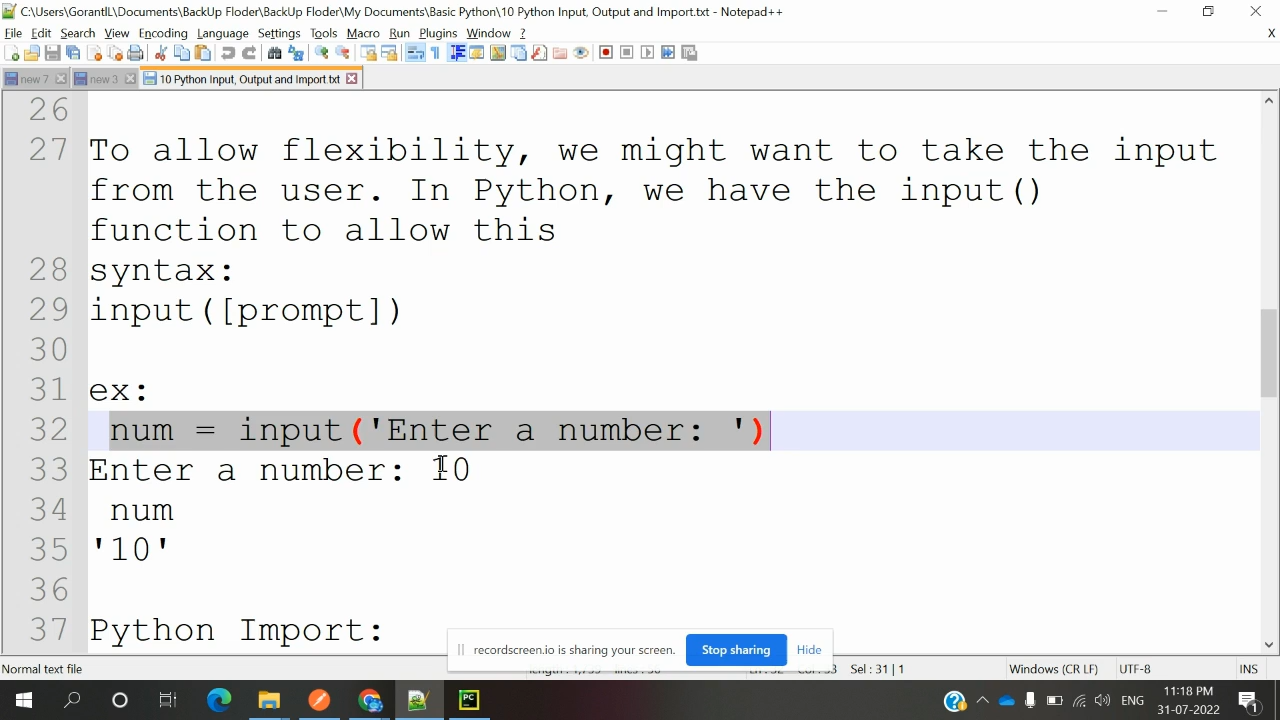 C:\Users\GorantIL\Documents\BackUp Floder\BackUp Floder\My Documents\Basic Python\10 Python Input, Output and Import.txt - Notepad++
File Edit Search View Encoding Language Settings Tools Macro Run Plugins Window ? X
new 7 new 3 10 Python Input, Output and Import.txt
26
27 To allow flexibility, we might want to take the input
from the user. In Python, we have the input()
function to allow this
28 syntax:
29 input([prompt])
30
31 ex:
32 num = input('Enter a number: ')
33 Enter a number: 10
34 num
35 '10'
36
37 Python Import:
recordscreen.io is sharing your screen. Stop sharing Hide
Normal text file Sel : 31 | 1 Windows (CR LF) UTF-8 INS
PC ENG 11:18 PM
31-07-2022